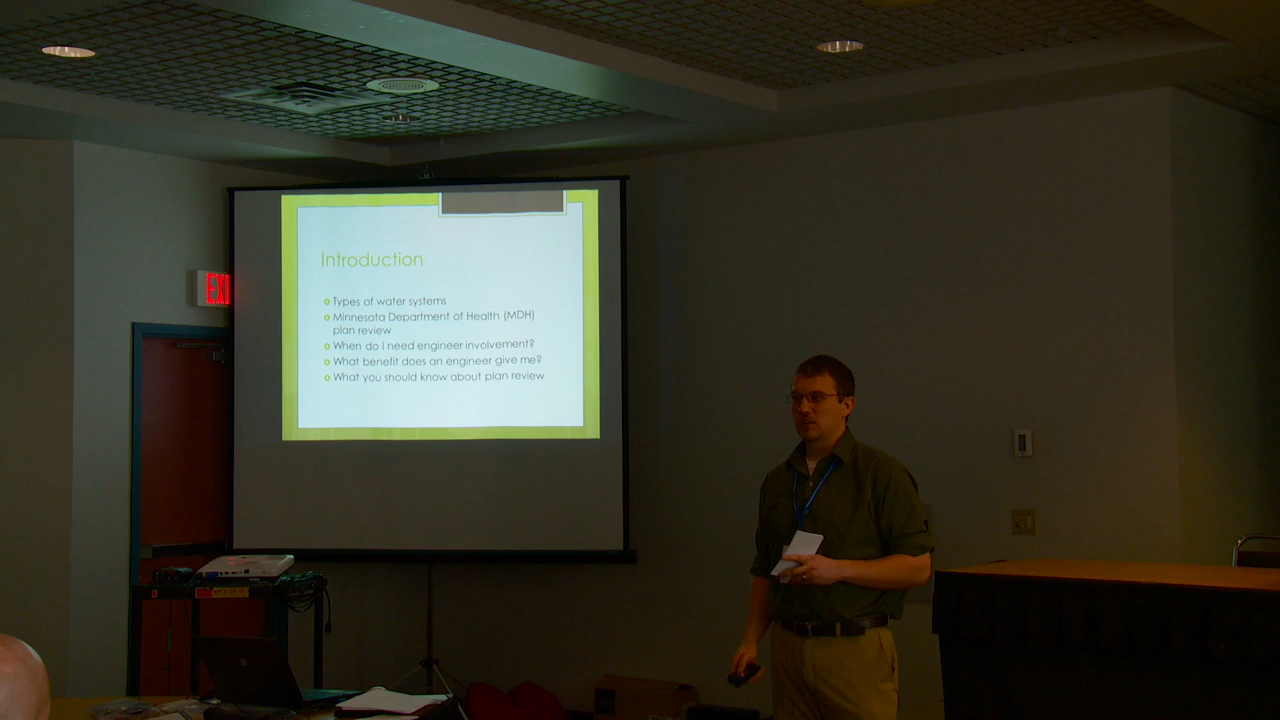 Introduction
Types of water systems
Minnesota Department of Health (MDH)
plan review
When do I need engineer involvement?
What benefit does an engineer give me?
What you should know about plan review
EXI